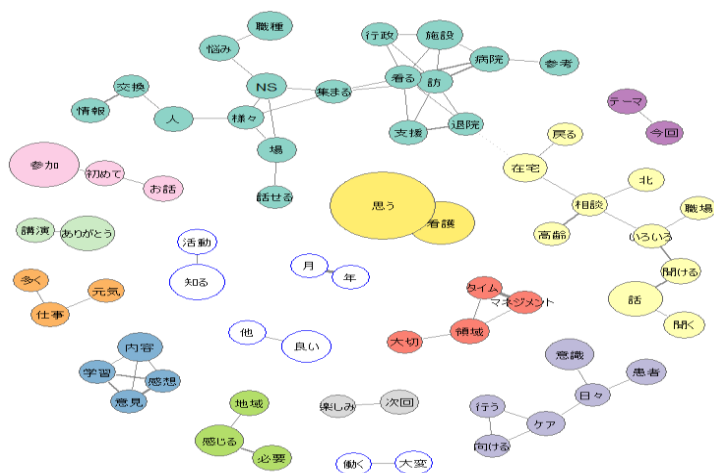 職種
悩み
行政
施設
病院
参考
交換
NS
看る
訪
集まる
情報
人
様々
支援
退院
テーマ
今回
場
戻る
在宅
参加
初めて
お話
話せる
北
相談
職場
思う
看護
高齢
いろいろ
講演
ありがとう
活動
月
年
聞ける
知る
多く
元気
仕事
タイム
マネジメント
話
聞く
他
良い
大切
領域
内容
意識
学習
感想
患者
意見
地域
楽しみ
次回
行う
日々
ケア
感じる
向ける
必要
働く
大変